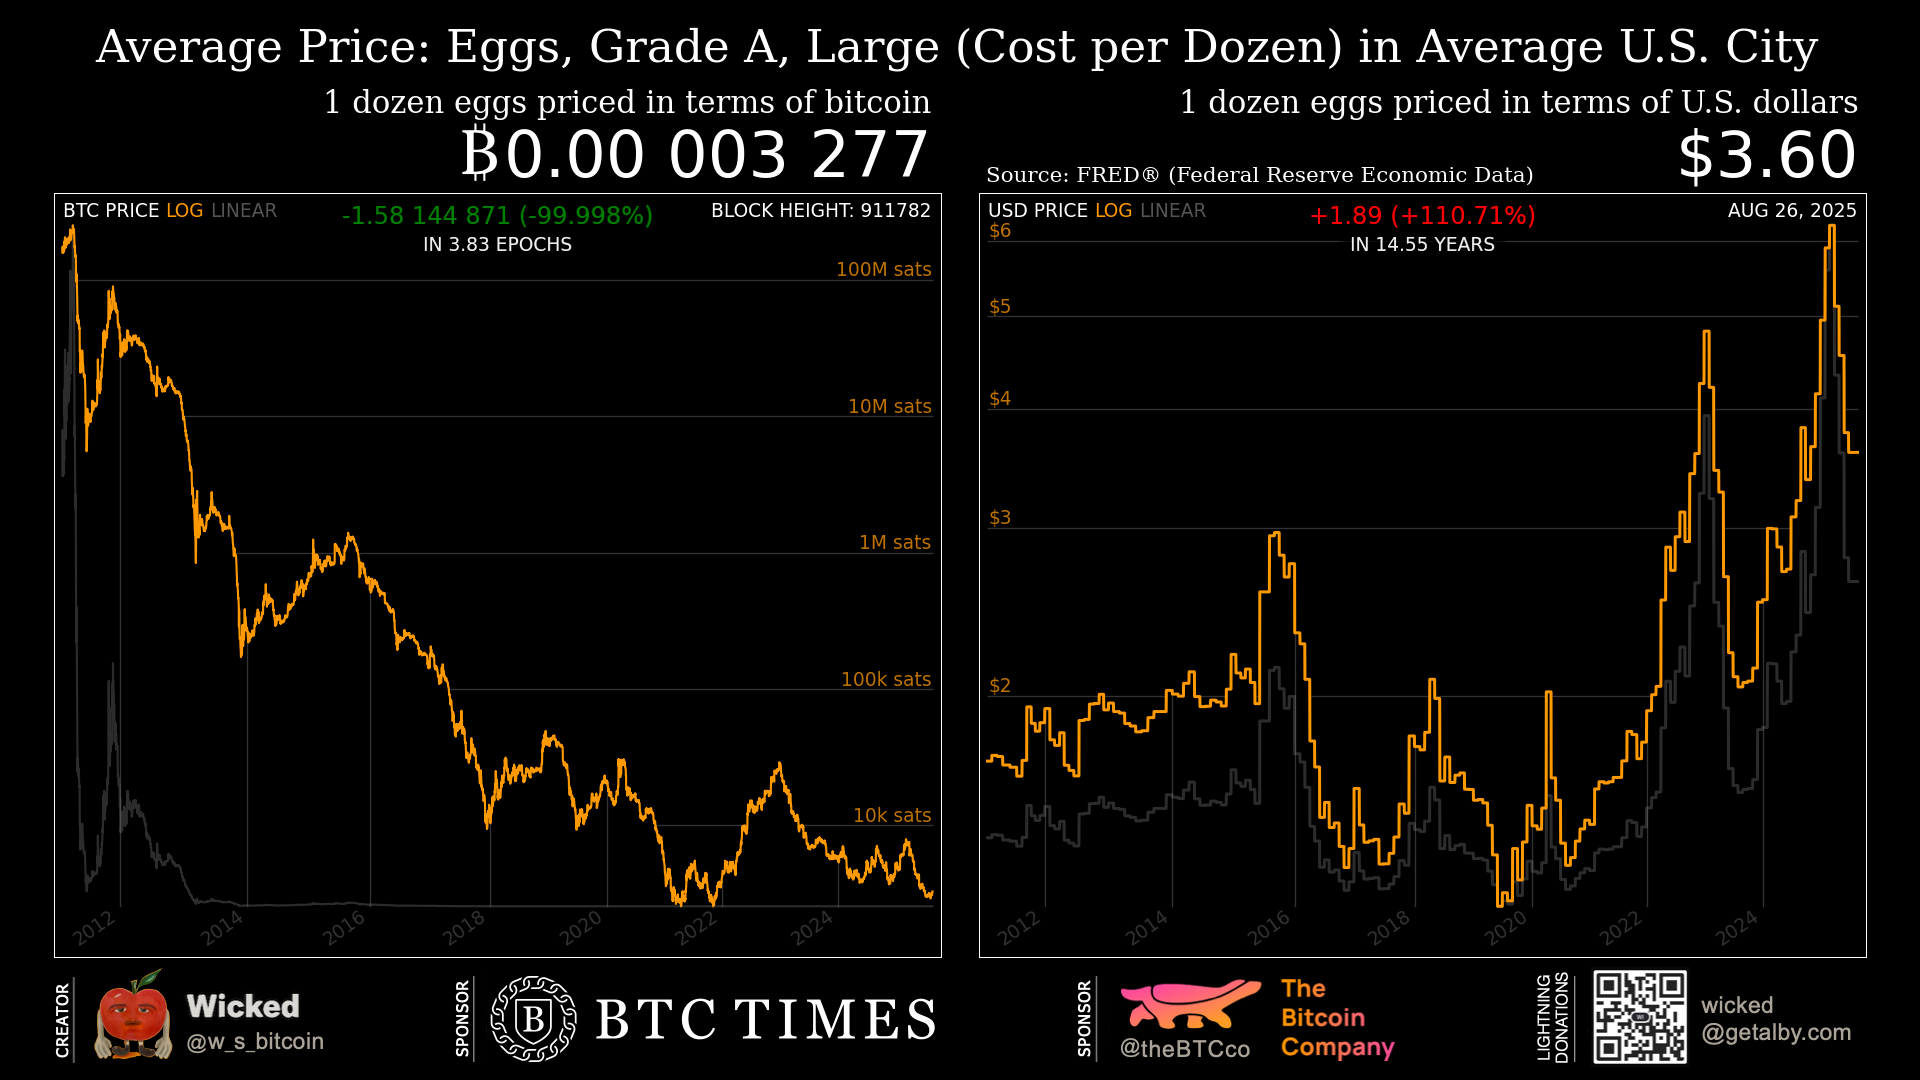 Average Price: Eggs, Grade A, Large (Cost per Dozen) in Average U.S. City
1 dozen eggs priced in terms of bitcoin
₿0.00 003 277
BTC PRICE LOG LINEAR
-1.58 144 871 (-99.998%)
IN 3.83 EPOCHS
BLOCK HEIGHT: 911782
100M sats
10M sats
1M sats
100k sats
10k sats
2012
2014
2016
2018
2020
2022
2024
1 dozen eggs priced in terms of U.S. dollars
$3.60
Source: FRED® (Federal Reserve Economic Data)
USD PRICE LOG LINEAR
+1.89 (+110.71%)
IN 14.55 YEARS
AUG 26, 2025
$6
$5
$4
$3
$2
2012
2014
2016
2018
2020
2022
2024
CREATOR
Wicked
@w_s_bitcoin
SPONSOR
B
BTC TIMES
SPONSOR
@theBTCco
The
Bitcoin
Company
LIGHTNING
DONATIONS
wicked
@getalby.com